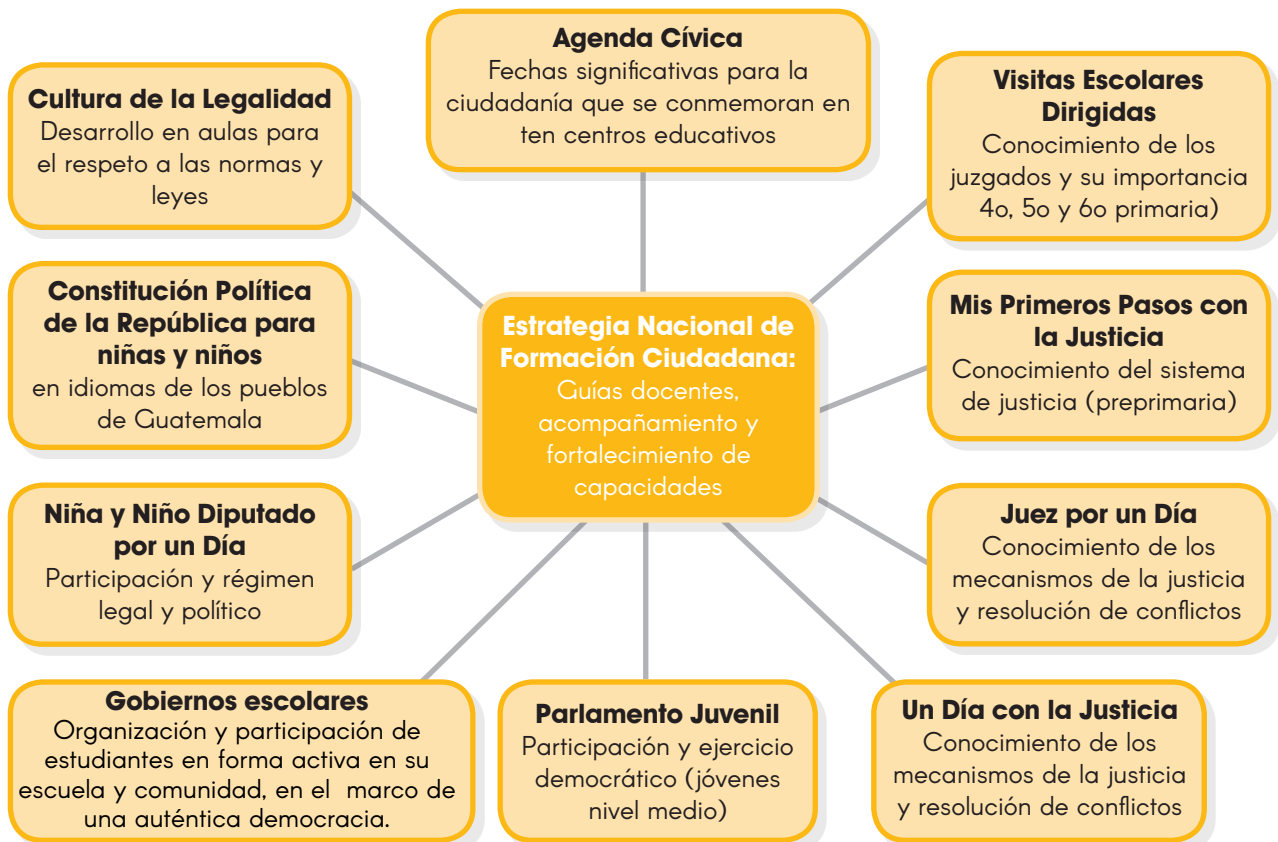 Agenda Cívica
Fechas significativas para la
ciudadanía que se conmemoran en
ten centros educativos
Cultura de la Legalidad
Desarrollo en aulas para
el respeto a las normas y
leyes
Visitas Escolares
Dirigidas
Conocimiento de los
juzgados y su importancia
4o, 5o y 6o primaria)
Constitución Política
de la República para
niñas y niños
en idiomas de los pueblos
de Guatemala
Estrategia Nacional de
Formación Ciudadana:
Guías docentes,
acompañamiento y
fortalecimiento de
capacidades
Mis Primeros Pasos con
la Justicia
Conocimiento del sistema
de justicia (preprimaria)
Niña y Niño Diputado
por un Día
Participación y régimen
legal y político
Juez por un Día
Conocimiento de los
mecanismos de la justicia
y resolución de conflictos
Gobiernos escolares
Organización y participación de
estudiantes en forma activa en su
escuela y comunidad, en el marco de
una auténtica democracia.
Parlamento Juvenil
Participación y ejercicio
democrático (jóvenes
nivel medio)
Un Día con la Justicia
Conocimiento de los
mecanismos de la justicia
y resolución de conflictos